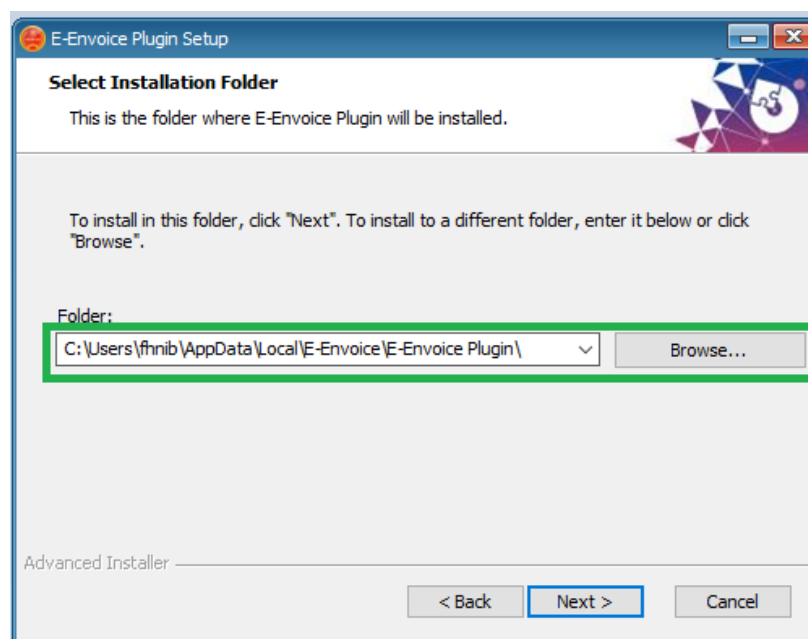 E-Envoice Plugin Setup
Select Installation Folder
This is the folder where E-Envoice Plugin will be installed.
To install in this folder, click "Next". To install to a different folder, enter it below or click
"Browse".
Folder:
C:\Users\fhnib\AppData\Local\E-Envoice\E-Envoice Plugin\
Browse...
Advanced Installer
< Back
Next >
Cancel